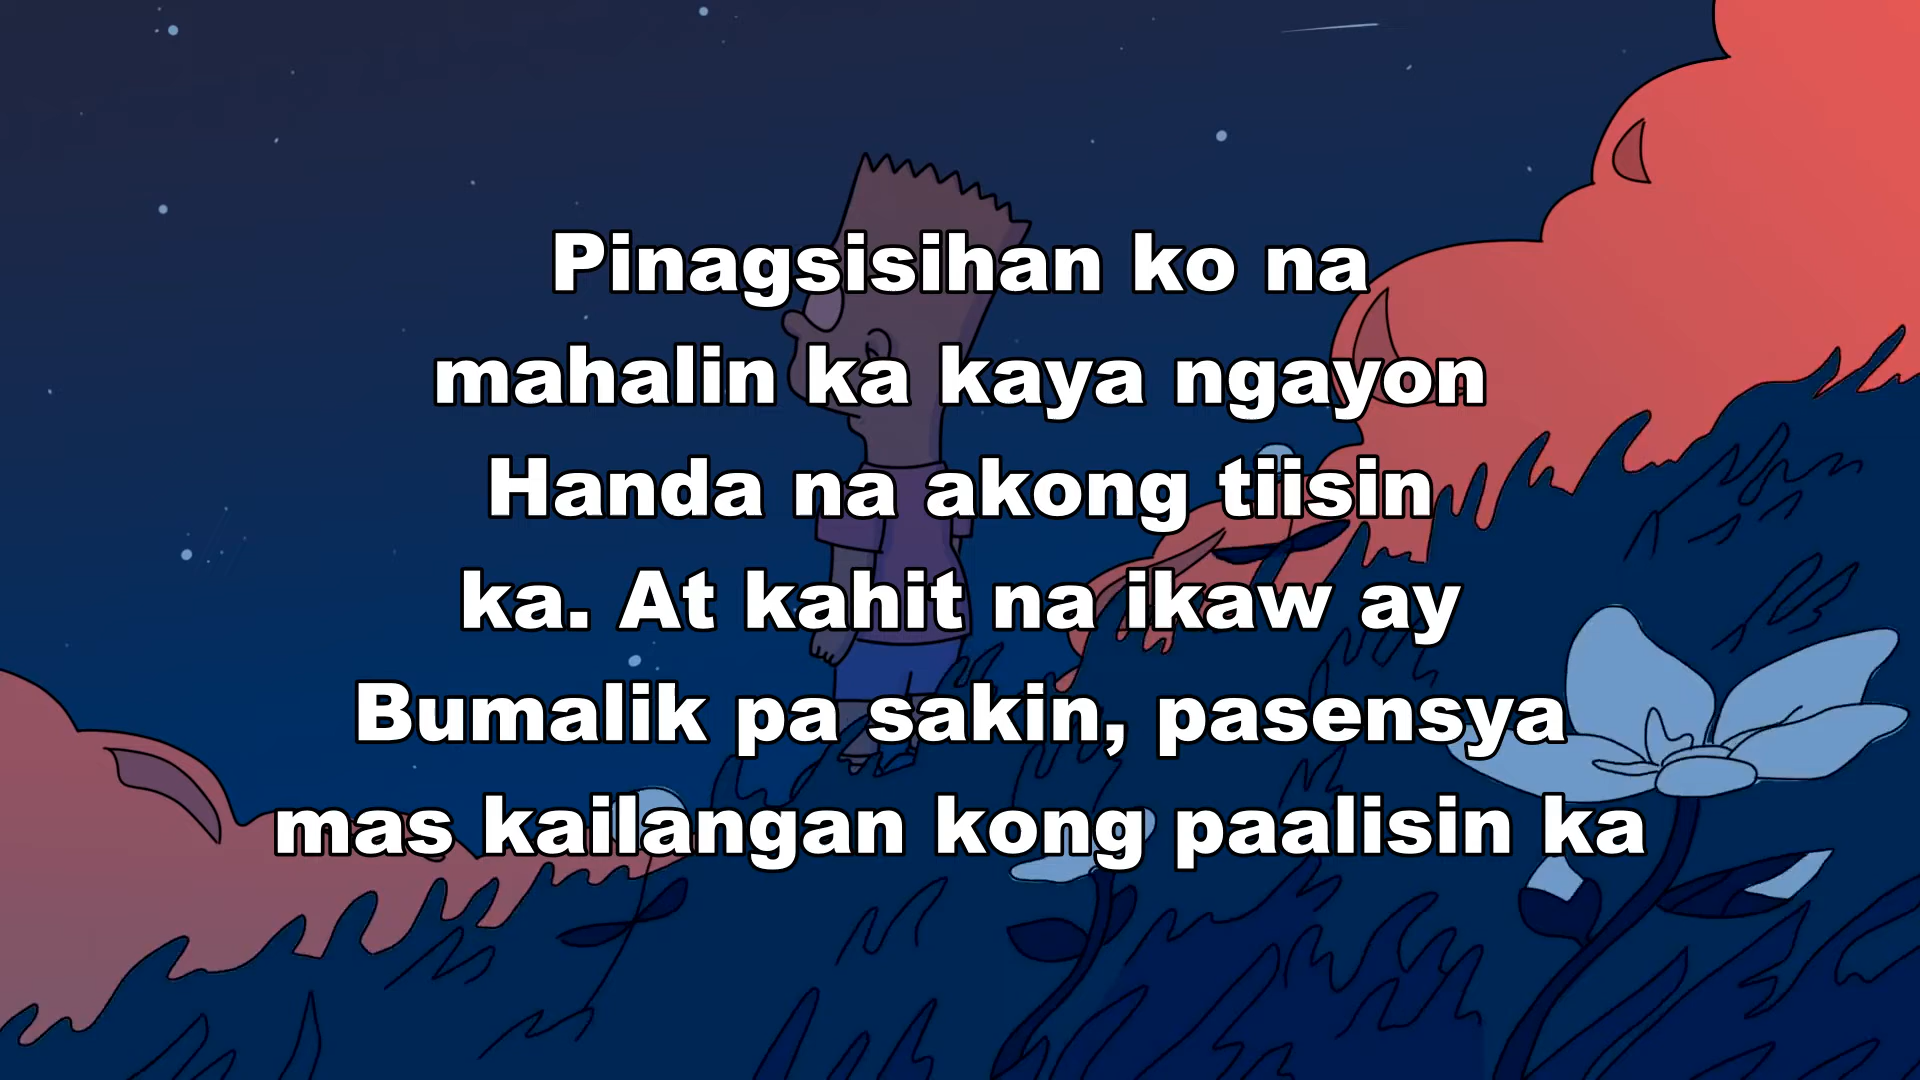 Pinagsisihan ko na
mahalin ka kaya ngayon
Handa na akong tiisin
ka. At kahit na ikaw ay
Bumalik pa sakin, pasensya
mas kailangan kong paalisin ka